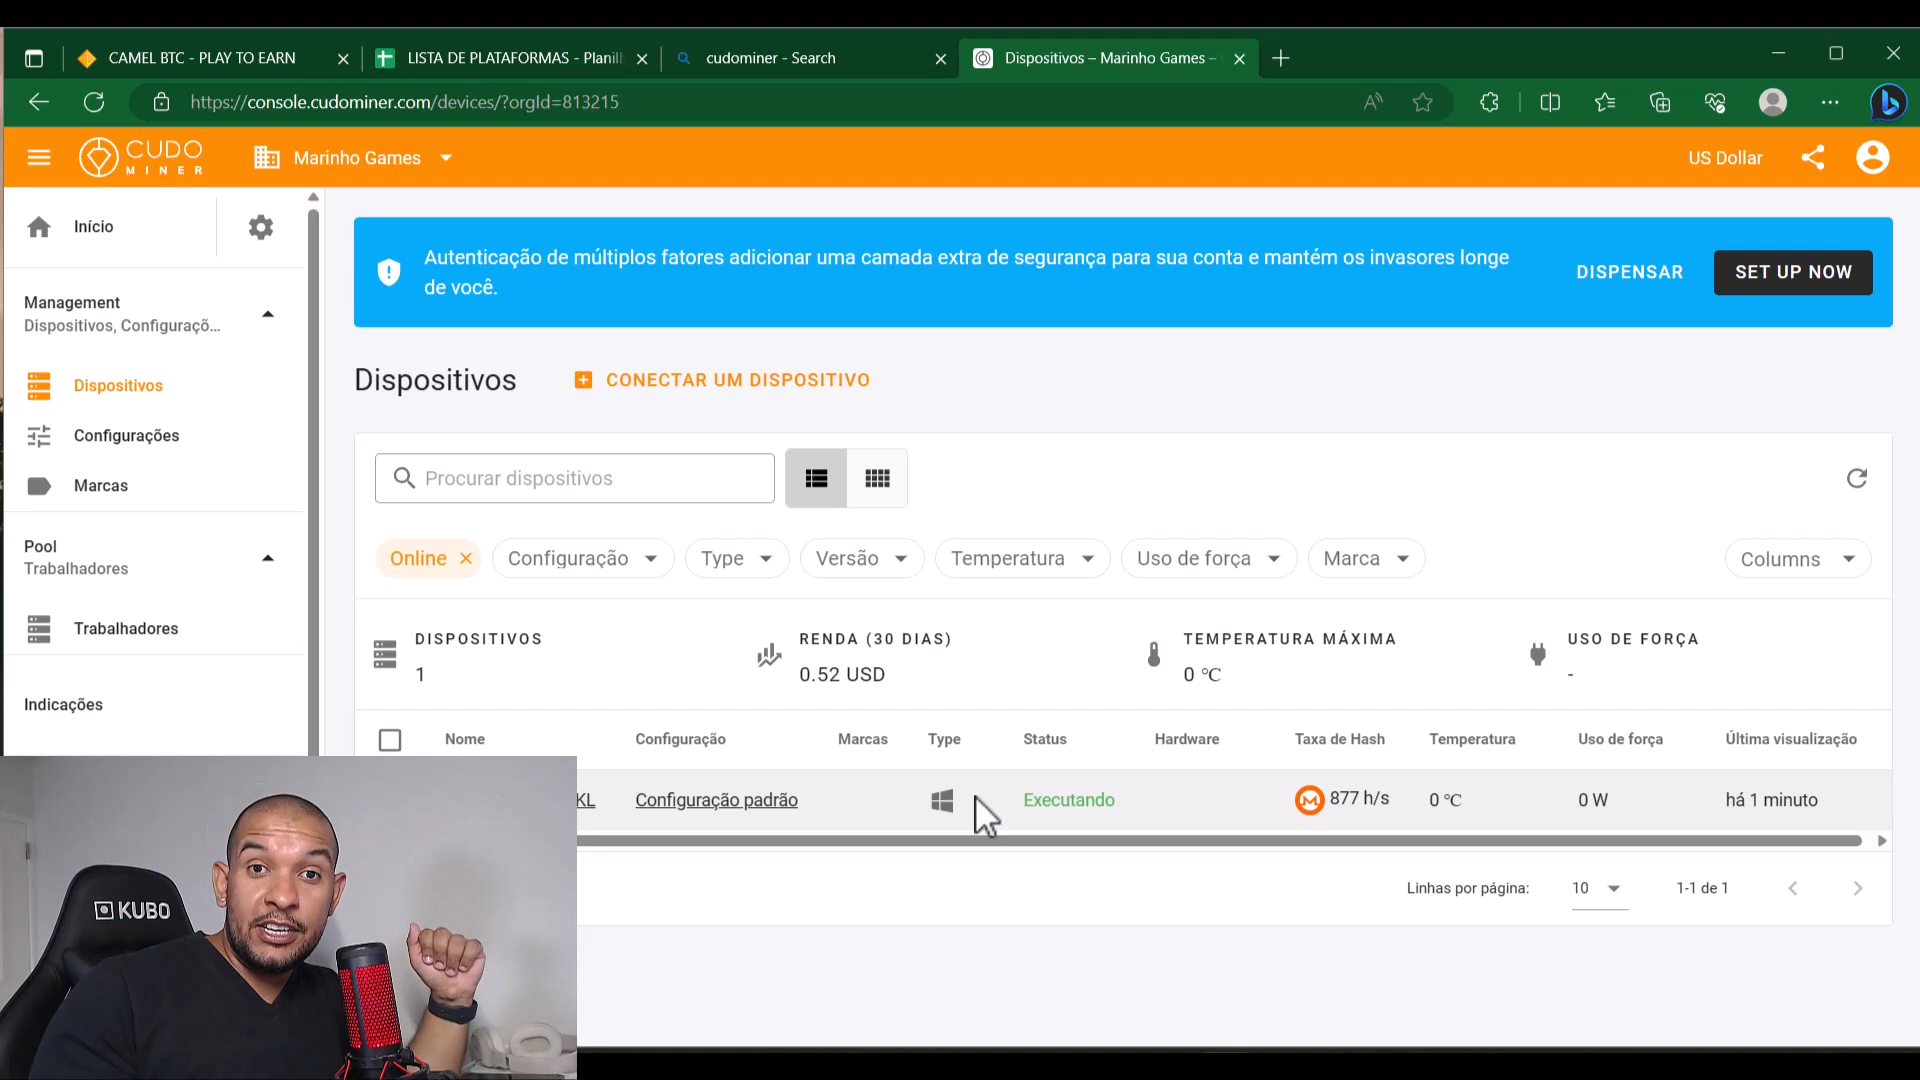 CAMEL BTC - PLAY TO EARN
LISTA DE PLATAFORMAS - Planil
cudominer - Search
Dispositivos – Marinho Games –
https://console.cudominer.com/devices/?orgId=813215
CUDO
MINER
Marinho Games
US Dollar
Início
Autenticação de múltiplos fatores adicionar uma camada extra de segurança para sua conta e mantém os invasores longe
de você.
DISPENSAR
SET UP NOW
Management
Dispositivos, Configuraçõ...
Dispositivos
Configurações
Marcas
Pool
Trabalhadores
Trabalhadores
Indicações
Dispositivos
CONECTAR UM DISPOSITIVO
Procurar dispositivos
Online
Configuração
Type
Versão
Temperatura
Uso de força
Marca
Columns
DISPOSITIVOS
1
RENDA (30 DIAS)
0.52 USD
TEMPERATURA MÁXIMA
0 °C
USO DE FORÇA
-
Nome Configuração Marcas Type Status Hardware Taxa de Hash Temperatura Uso de força Última visualização
KL Configuração padrão Executando 877 h/s 0 °C 0 W há 1 minuto
Linhas por página: 10 1-1 de 1
KUBO